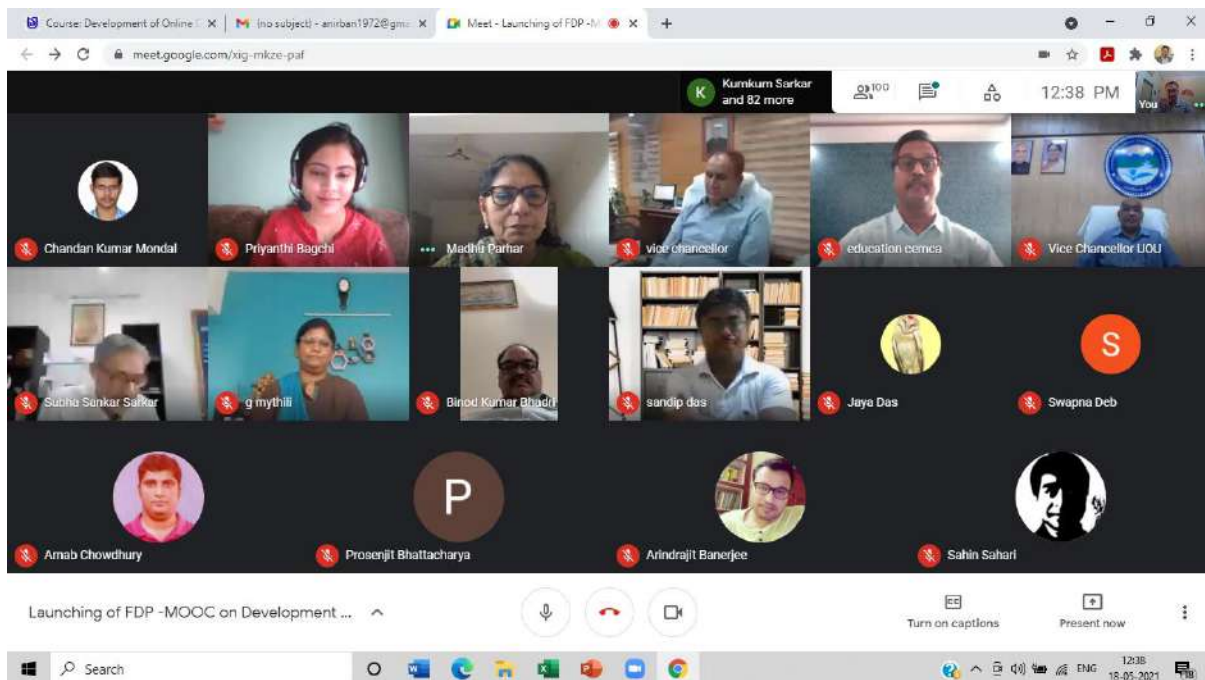 Course: Development of Online
(no subject) - anirban1972@gma
Meet - Launching of FDP -M
meet.google.com/xig-mkze-paf
K
Kumkum Sarkar
and 82 more
100
12:38 PM
You
Chandan Kumar Mondal
Priyanthi Bagchi
Madhu Parhar
vice chancellor
education cemca
Vice Chancellor UOU
Subha Sankar Sarkar
g mythili
Binod Kumar Bhadri
sandip das
Jaya Das
S
Swapna Deb
Arnab Chowdhury
P
Prosenjit Bhattacharya
Arindrajit Banerjee
Sahin Sahari
Launching of FDP -MOOC on Development ...
CC
Turn on captions
Present now
Search
ENG
12:38
18-05-2021
18